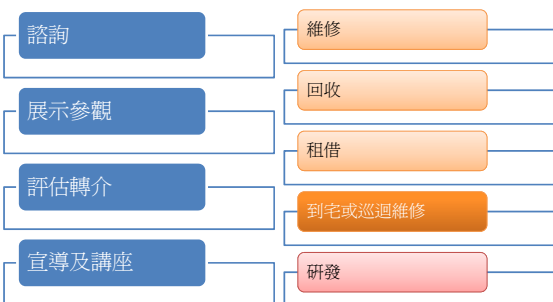 諮詢
展示參觀
評估轉介
宣導及講座
維修
回收
租借
到宅或巡迴維修
研發